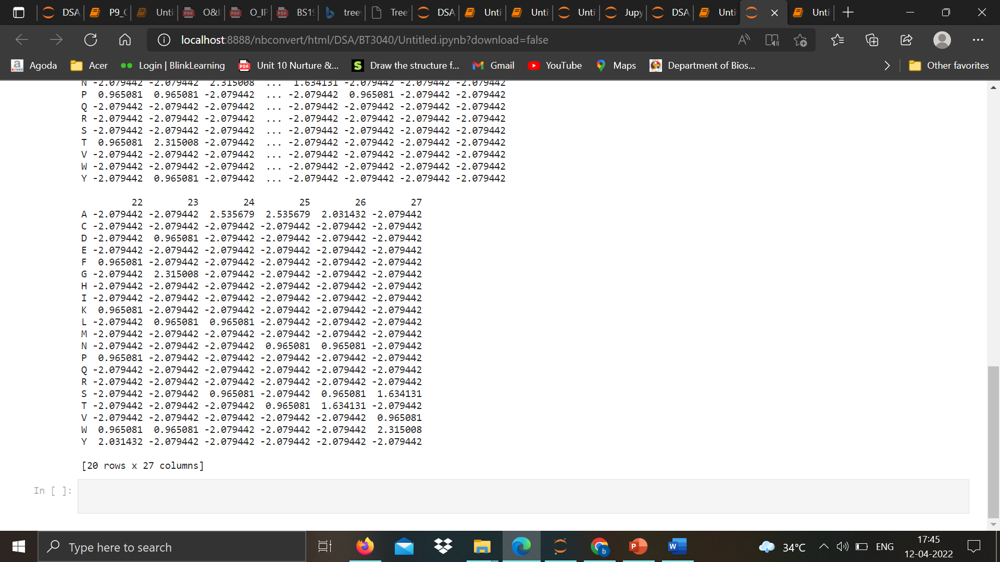 DSA P9_C Unti O&I O_IP BS19 tree Tree DSA Unti Unti Unti Jupy DSA Unti Unti
localhost:8888/nbconvert/html/DSA/BT3040/Untitled.ipynb?download=false
Agoda Acer Login | BlinkLearning Unit 10 Nurture &... Draw the structure f... Gmail YouTube Maps Department of Bios... Other favorites
N -2.079442 -2.079442 2.315008 ... 1.634131 -2.079442 -2.079442 -2.079442
P 0.965081 0.965081 -2.079442 ... -2.079442 0.965081 -2.079442 -2.079442
Q -2.079442 -2.079442 -2.079442 ... -2.079442 -2.079442 -2.079442 -2.079442
R -2.079442 -2.079442 -2.079442 ... -2.079442 -2.079442 -2.079442 -2.079442
S -2.079442 -2.079442 -2.079442 ... -2.079442 -2.079442 -2.079442 -2.079442
T 0.965081 2.315008 -2.079442 ... -2.079442 -2.079442 -2.079442 -2.079442
V -2.079442 -2.079442 -2.079442 ... -2.079442 -2.079442 -2.079442 -2.079442
W -2.079442 -2.079442 -2.079442 ... -2.079442 -2.079442 -2.079442 -2.079442
Y -2.079442 0.965081 -2.079442 ... -2.079442 -2.079442 -2.079442 -2.079442
22 23 24 25 26 27
A -2.079442 -2.079442 2.535679 2.535679 2.031432 -2.079442
C -2.079442 -2.079442 -2.079442 -2.079442 -2.079442 -2.079442
D -2.079442 0.965081 -2.079442 -2.079442 -2.079442 -2.079442
E -2.079442 -2.079442 -2.079442 -2.079442 -2.079442 -2.079442
F 0.965081 -2.079442 -2.079442 -2.079442 -2.079442 -2.079442
G -2.079442 2.315008 -2.079442 -2.079442 -2.079442 -2.079442
H -2.079442 -2.079442 -2.079442 -2.079442 -2.079442 -2.079442
I -2.079442 -2.079442 -2.079442 -2.079442 -2.079442 -2.079442
K 0.965081 -2.079442 -2.079442 -2.079442 -2.079442 -2.079442
L -2.079442 0.965081 0.965081 -2.079442 -2.079442 -2.079442
M -2.079442 -2.079442 -2.079442 -2.079442 -2.079442 -2.079442
N -2.079442 -2.079442 -2.079442 0.965081 0.965081 -2.079442
P 0.965081 -2.079442 -2.079442 -2.079442 -2.079442 -2.079442
Q -2.079442 -2.079442 -2.079442 -2.079442 -2.079442 -2.079442
R -2.079442 -2.079442 -2.079442 -2.079442 -2.079442 -2.079442
S -2.079442 -2.079442 0.965081 -2.079442 0.965081 1.634131
T -2.079442 -2.079442 -2.079442 0.965081 1.634131 -2.079442
V -2.079442 -2.079442 -2.079442 -2.079442 -2.079442 0.965081
W 0.965081 0.965081 -2.079442 -2.079442 -2.079442 2.315008
Y 2.031432 -2.079442 -2.079442 -2.079442 -2.079442 -2.079442
[20 rows x 27 columns]
In [ ]:
Type here to search 34°C ENG 17:45
12-04-2022